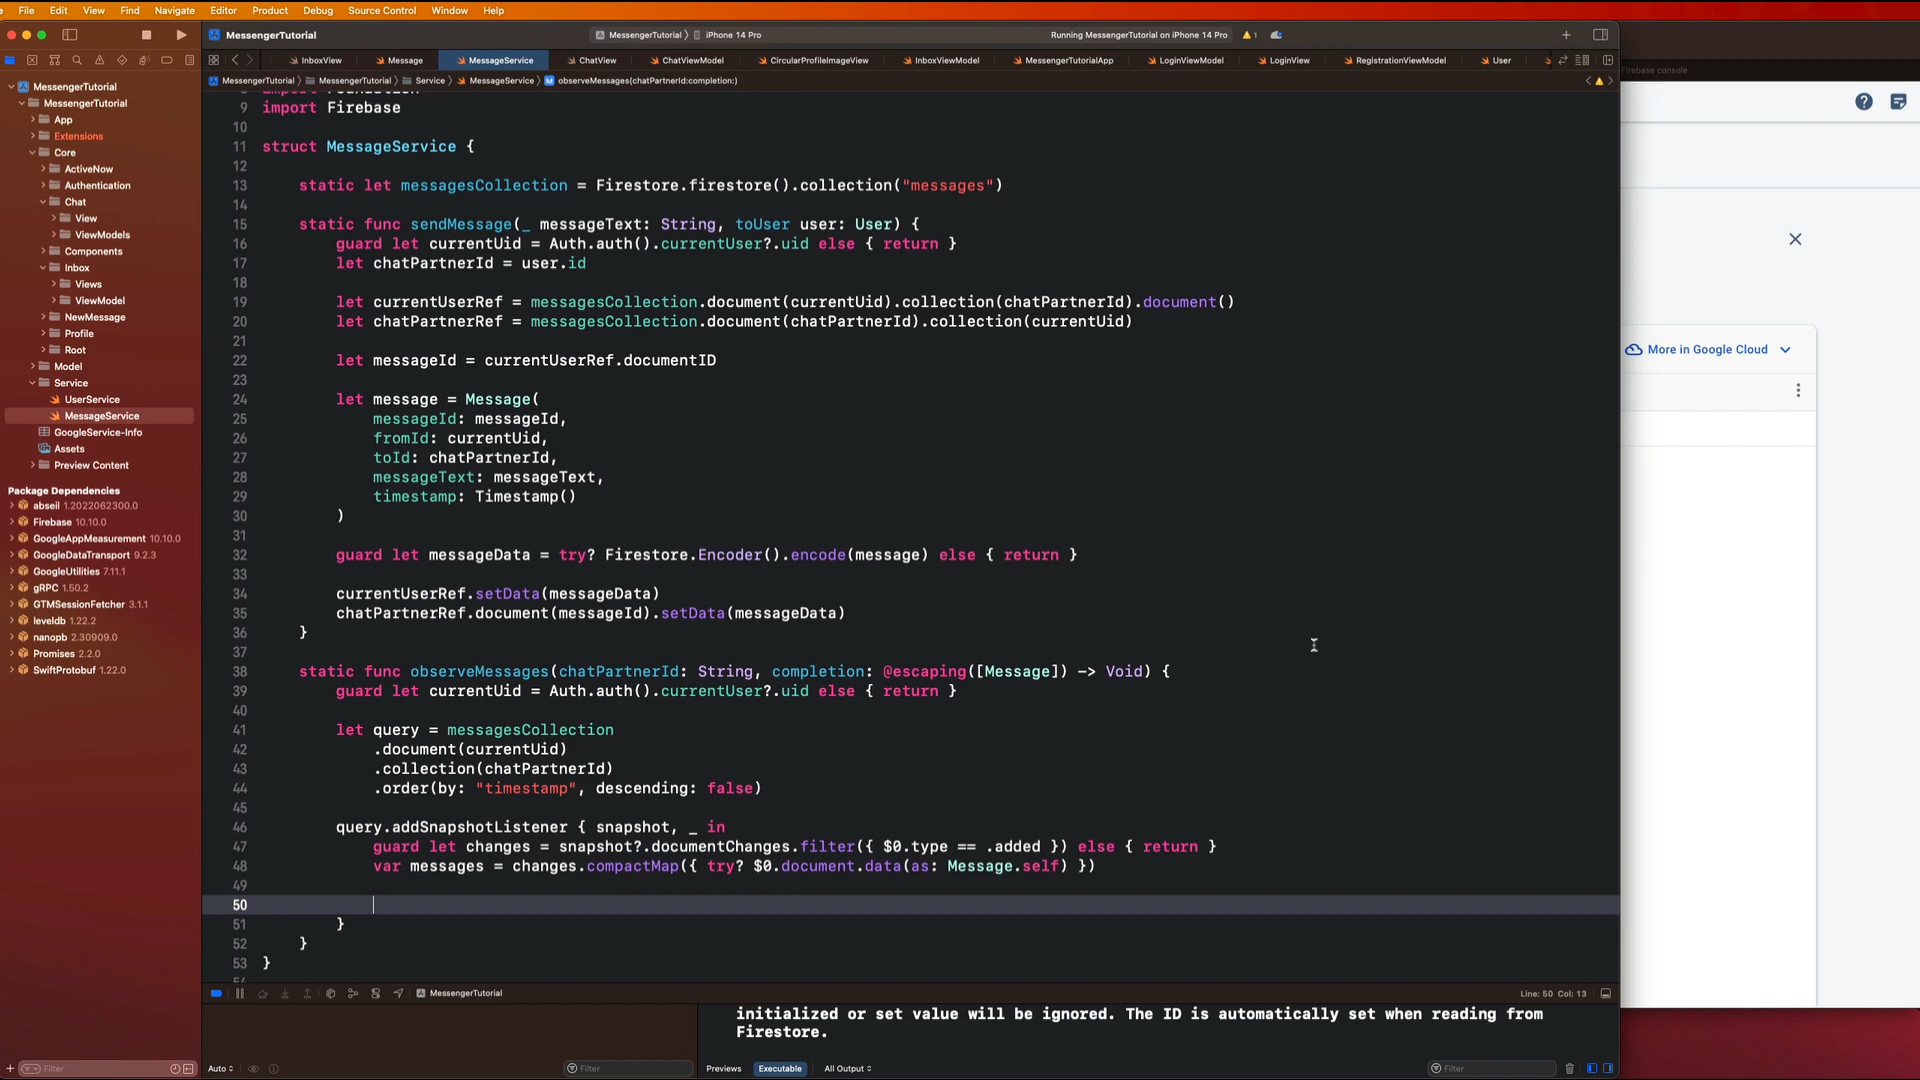 File Edit View Find Navigate Editor Product Debug Source Control Window Help
MessengerTutorial
MessengerTutorial 〉 iPhone 14 Pro
Running MessengerTutorial on iPhone 14 Pro 1
InboxView Message MessageService ChatView ChatViewModel CircularProfileImageView InboxViewModel MessengerTutorialApp LoginViewModel LoginView RegistrationViewModel User
MessengerTutorial 〉 MessengerTutorial 〉 Service 〉 MessageService 〉 M observeMessages(chatPartnerId:completion:)
MessengerTutorial
MessengerTutorial
App
Extensions
Core
ActiveNow
Authentication
Chat
View
ViewModels
Components
Inbox
Views
ViewModel
NewMessage
Profile
Root
Model
Service
UserService
MessageService
GoogleService-Info
Assets
Preview Content
Package Dependencies
abseil 1.2022062300.0
Firebase 10.10.0
GoogleAppMeasurement 10.10.0
GoogleDataTransport 9.2.3
GoogleUtilities 7.11.1
gRPC 1.50.2
GTMSessionFetcher 3.1.1
leveldb 1.22.2
nanopb 2.30909.0
Promises 2.2.0
SwiftProtobuf 1.22.0
Filter
9 import Firebase
10
11 struct MessageService {
12
13 static let messagesCollection = Firestore.firestore().collection("messages")
14
15 static func sendMessage(_ messageText: String, toUser user: User) {
16 guard let currentUid = Auth.auth().currentUser?.uid else { return }
17 let chatPartnerId = user.id
18
19 let currentUserRef = messagesCollection.document(currentUid).collection(chatPartnerId).document()
20 let chatPartnerRef = messagesCollection.document(chatPartnerId).collection(currentUid)
21
22 let messageId = currentUserRef.documentID
23
24 let message = Message(
25 messageId: messageId,
26 fromId: currentUid,
27 toId: chatPartnerId,
28 messageText: messageText,
29 timestamp: Timestamp()
30 )
31
32 guard let messageData = try? Firestore.Encoder().encode(message) else { return }
33
34 currentUserRef.setData(messageData)
35 chatPartnerRef.document(messageId).setData(messageData)
36 }
37
38 static func observeMessages(chatPartnerId: String, completion: @escaping([Message]) -> Void) {
39 guard let currentUid = Auth.auth().currentUser?.uid else { return }
40
41 let query = messagesCollection
42 .document(currentUid)
43 .collection(chatPartnerId)
44 .order(by: "timestamp", descending: false)
45
46 query.addSnapshotListener { snapshot, _ in
47 guard let changes = snapshot?.documentChanges.filter({ $0.type == .added }) else { return }
48 var messages = changes.compactMap({ try? $0.document.data(as: Message.self) })
49
50
51 }
52 }
53 }
MessengerTutorial
Line: 50 Col: 13
initialized or set value will be ignored. The ID is automatically set when reading from
Firestore.
Auto
Filter
Previews Executable All Output
Filter
Firebase console
More in Google Cloud